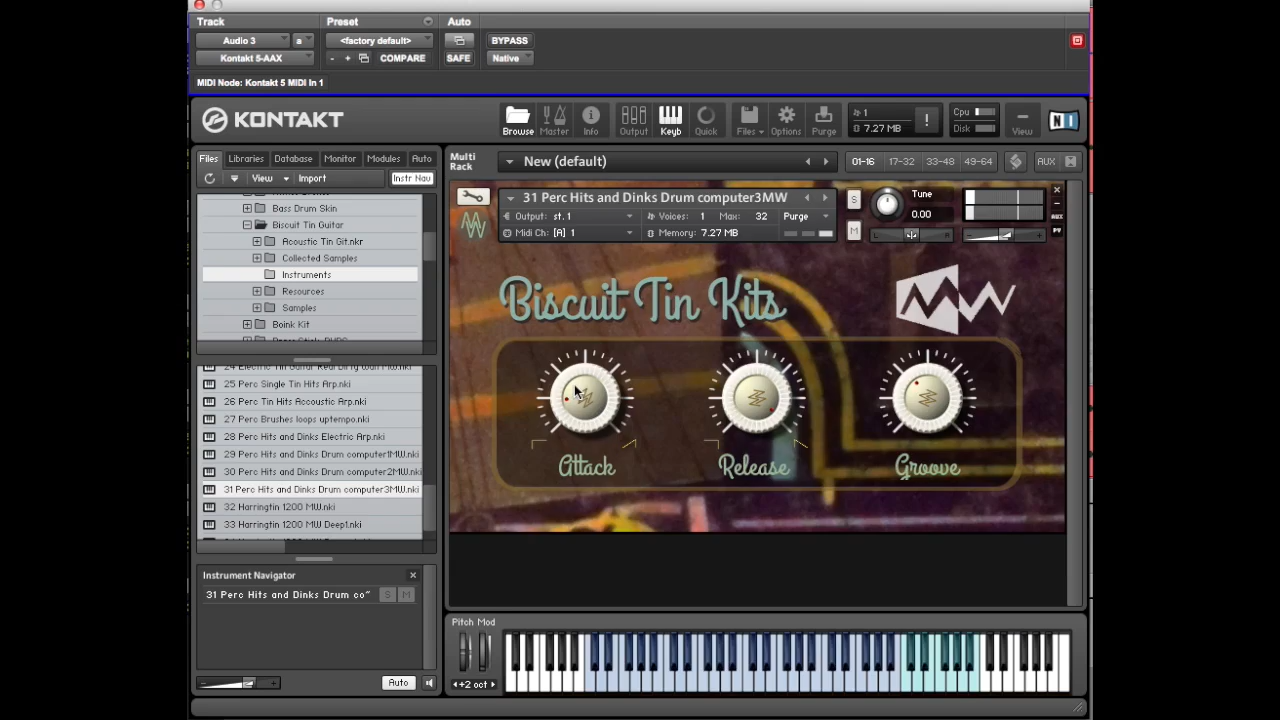 Track Preset Auto
Audio 3 a <factory default> BYPASS
Kontakt 5-AAX - + COMPARE SAFE Native
MIDI Node: Kontakt 5 MIDI In 1
KONTAKT Browse Master Info Output Keyb Quick Files Options Purge 1 7.27 MB ! Cpu Disk View NI
Files Libraries Database Monitor Modules Auto
View Import Instr Nav
Bass Drum Skin
Biscuit Tin Guitar
Acoustic Tin Git.nkr
Collected Samples
Instruments
Resources
Samples
Boink Kit
25 Perc Single Tin Hits Arp.nki
26 Perc Tin Hits Accoustic Arp.nki
27 Perc Brushes loops uptempo.nki
28 Perc Hits and Dinks Electric Arp.nki
29 Perc Hits and Dinks Drum computer1MW.nki
30 Perc Hits and Dinks Drum computer2MW.nki
31 Perc Hits and Dinks Drum computer3MW.nki
32 Harringtin 1200 MW.nki
33 Harringtin 1200 MW Deep1.nki
Instrument Navigator
31 Perc Hits and Dinks Drum co" S M
Auto
Multi Rack
New (default) 01-16 17-32 33-48 49-64 AUX
31 Perc Hits and Dinks Drum computer3MW S Tune
Output: st.1 Voices: 1 Max: 32 Purge 0.00 AUX
Midi Ch: [A] 1 Memory: 7.27 MB M L R PV
Biscuit Tin Kits MW
Attack Release Groove
Pitch Mod
+2 oct